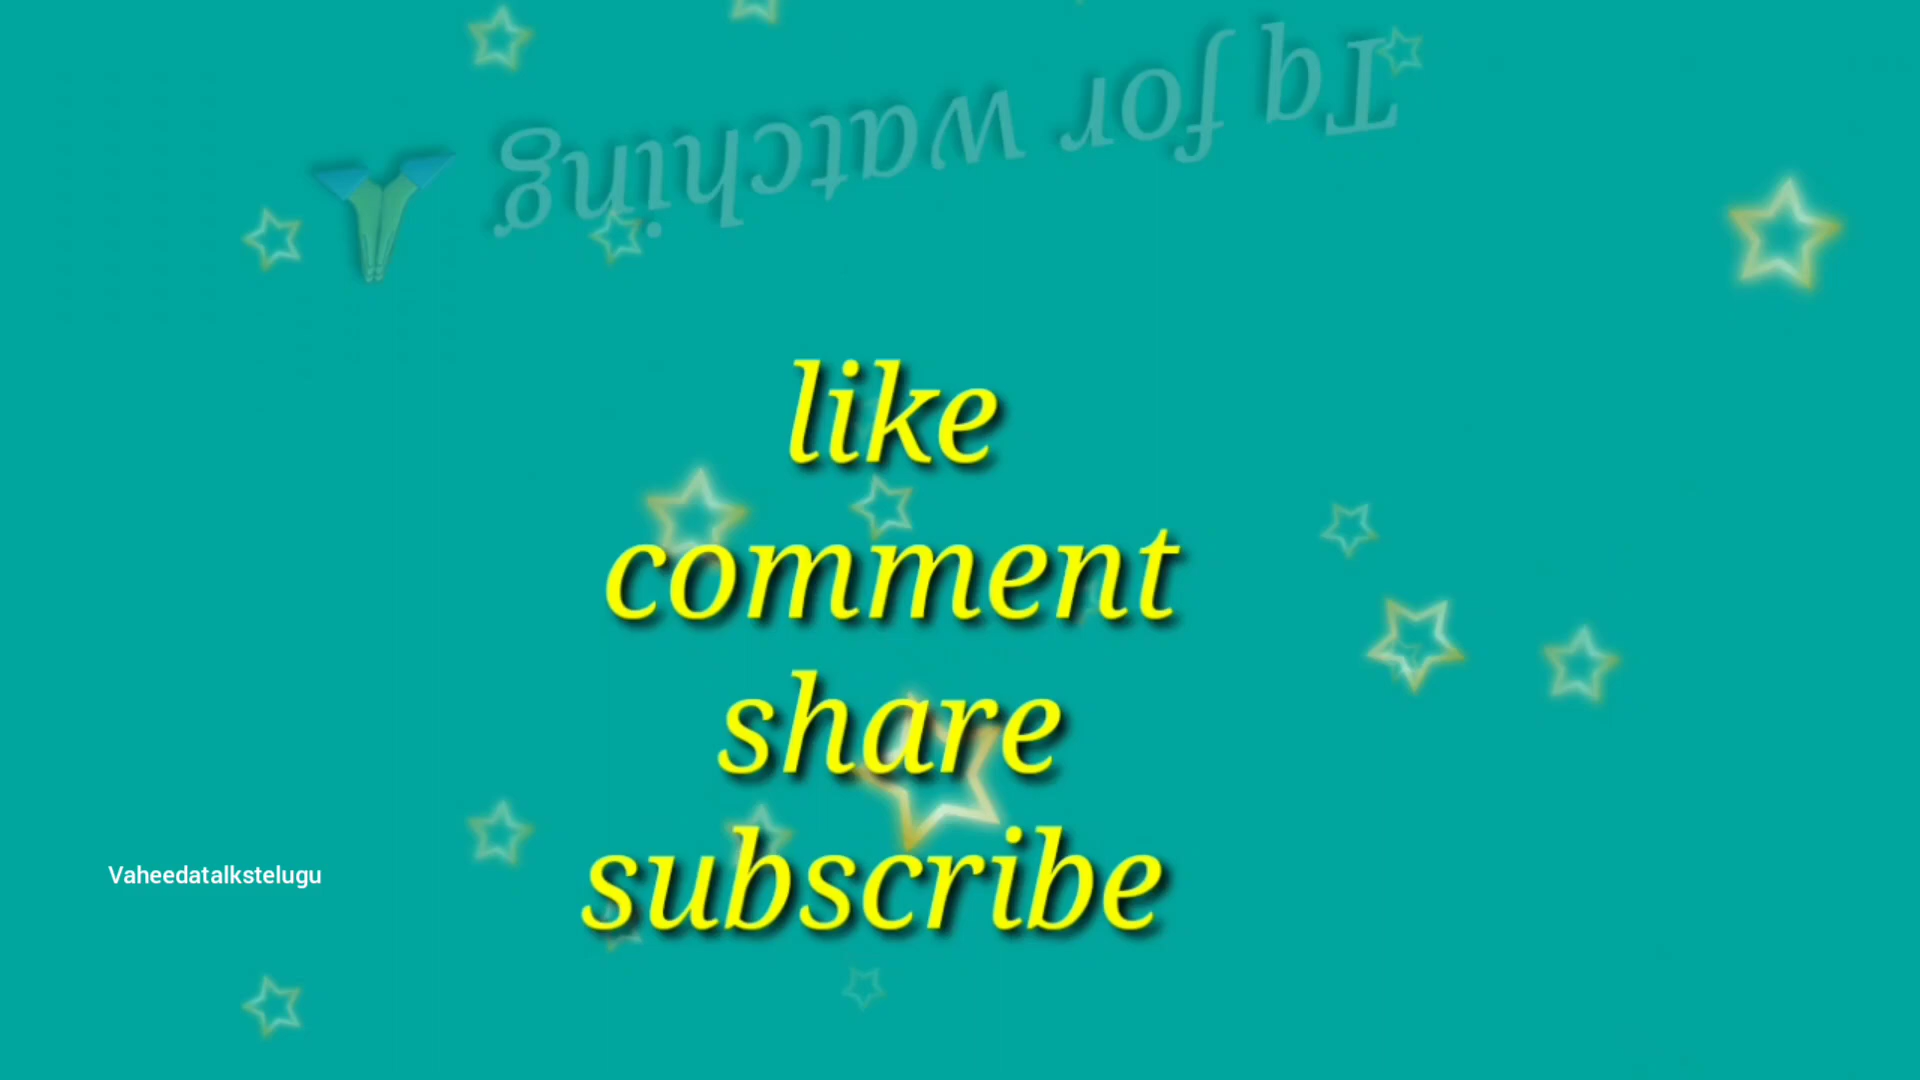 Tq for watching
like
comment
share
subscribe
Vaheedatalkstelugu